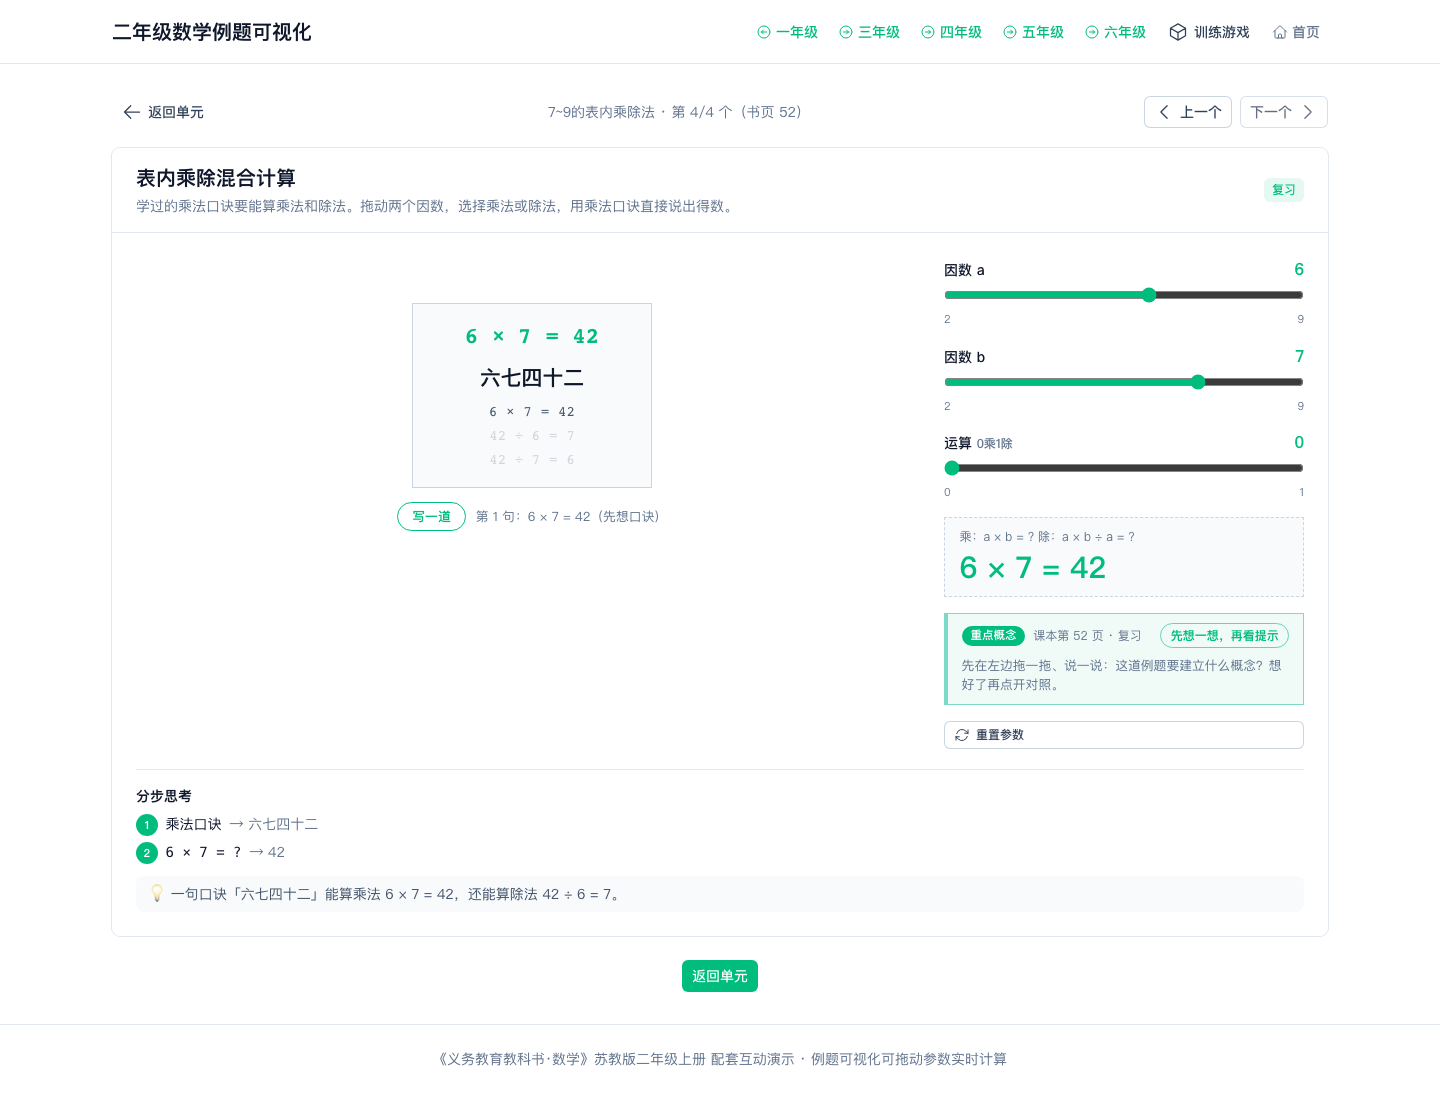 二年级数学例题可视化
一年级 三年级 四年级 五年级 六年级 训练游戏 首页
返回单元
7~9的表内乘除法 · 第 4/4 个（书页 52）
上一个 下一个
表内乘除混合计算
学过的乘法口诀要能算乘法和除法。拖动两个因数，选择乘法或除法，用乘法口诀直接说出得数。
复习
6 × 7 = 42
六七四十二
6 × 7 = 42
42 ÷ 6 = 7
42 ÷ 7 = 6
写一道 第 1 句：6 × 7 = 42（先想口诀）
因数 a 6
2 9
因数 b 7
2 9
运算 0乘1除 0
0 1
乘：a × b = ? 除：a × b ÷ a = ?
6 × 7 = 42
重点概念 课本第 52 页 · 复习 先想一想，再看提示
先在左边拖一拖、说一说：这道例题要建立什么概念？想
好了再点开对照。
重置参数
分步思考
1 乘法口诀 → 六七四十二
2 6 × 7 = ? → 42
一句口诀「六七四十二」能算乘法 6 × 7 = 42，还能算除法 42 ÷ 6 = 7。
返回单元
《义务教育教科书·数学》苏教版二年级上册 配套互动演示 · 例题可视化可拖动参数实时计算